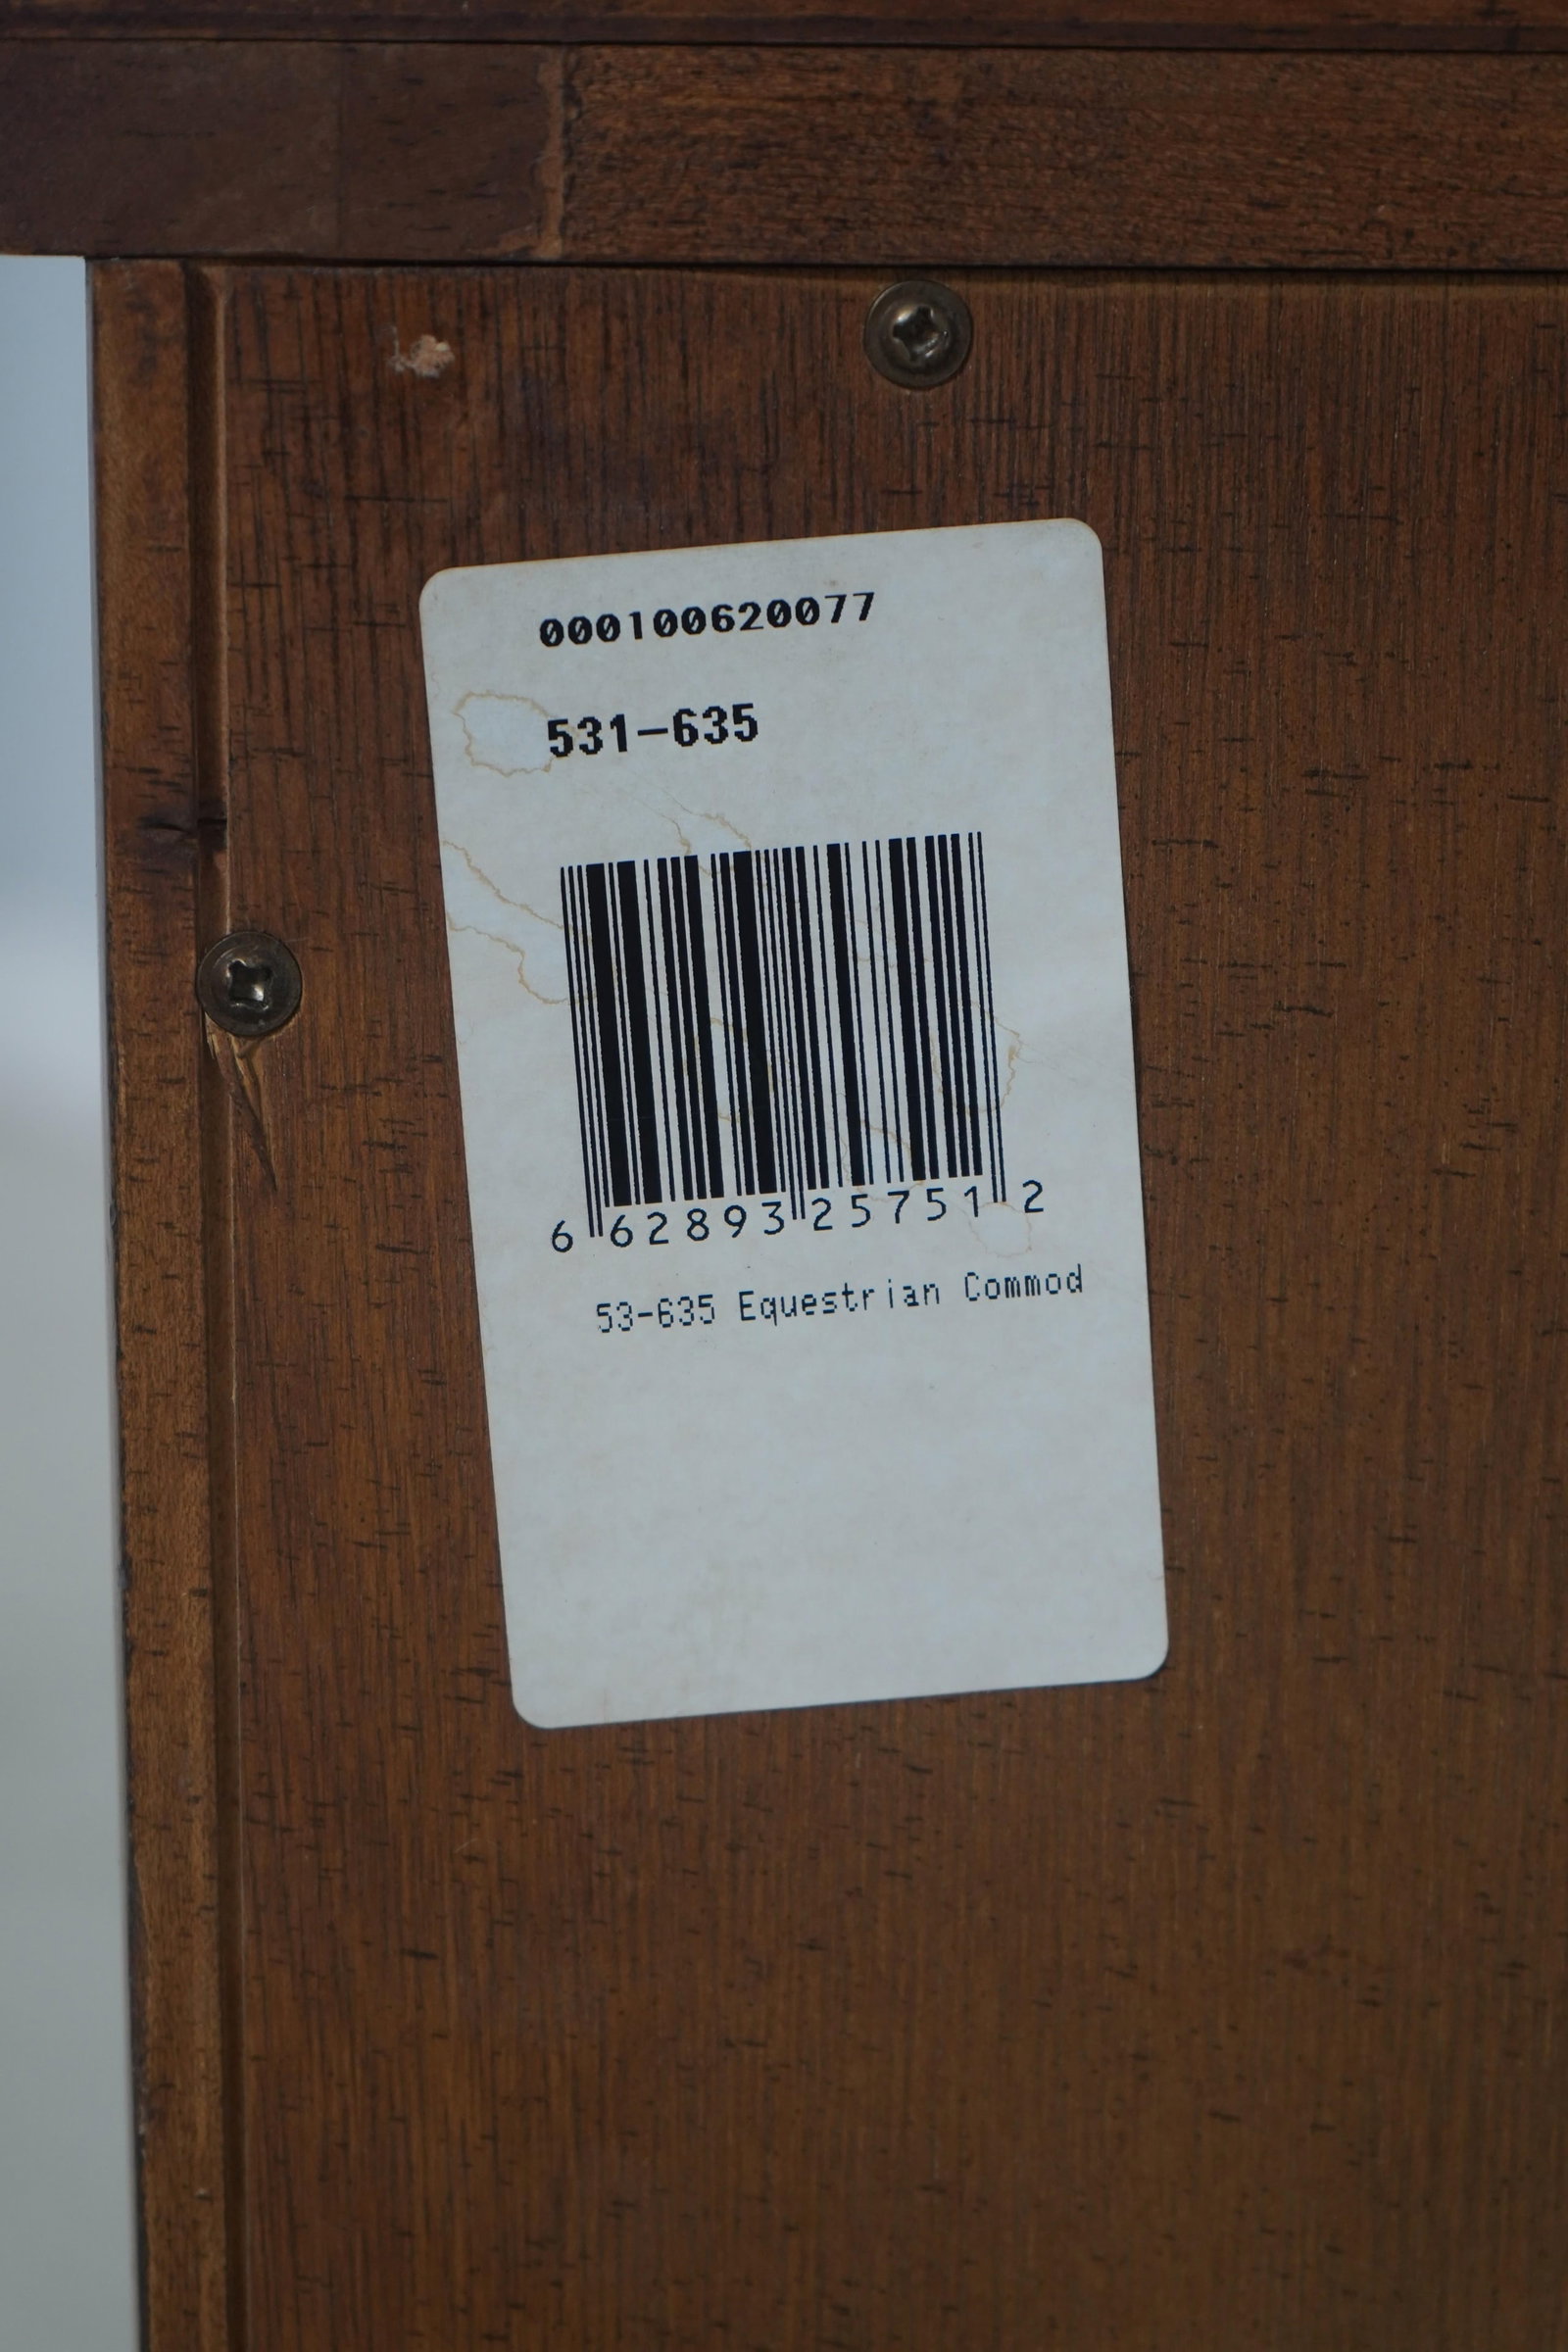 000100620077
531-635
6 62893 25751 2
53-635 Equestrian Commod